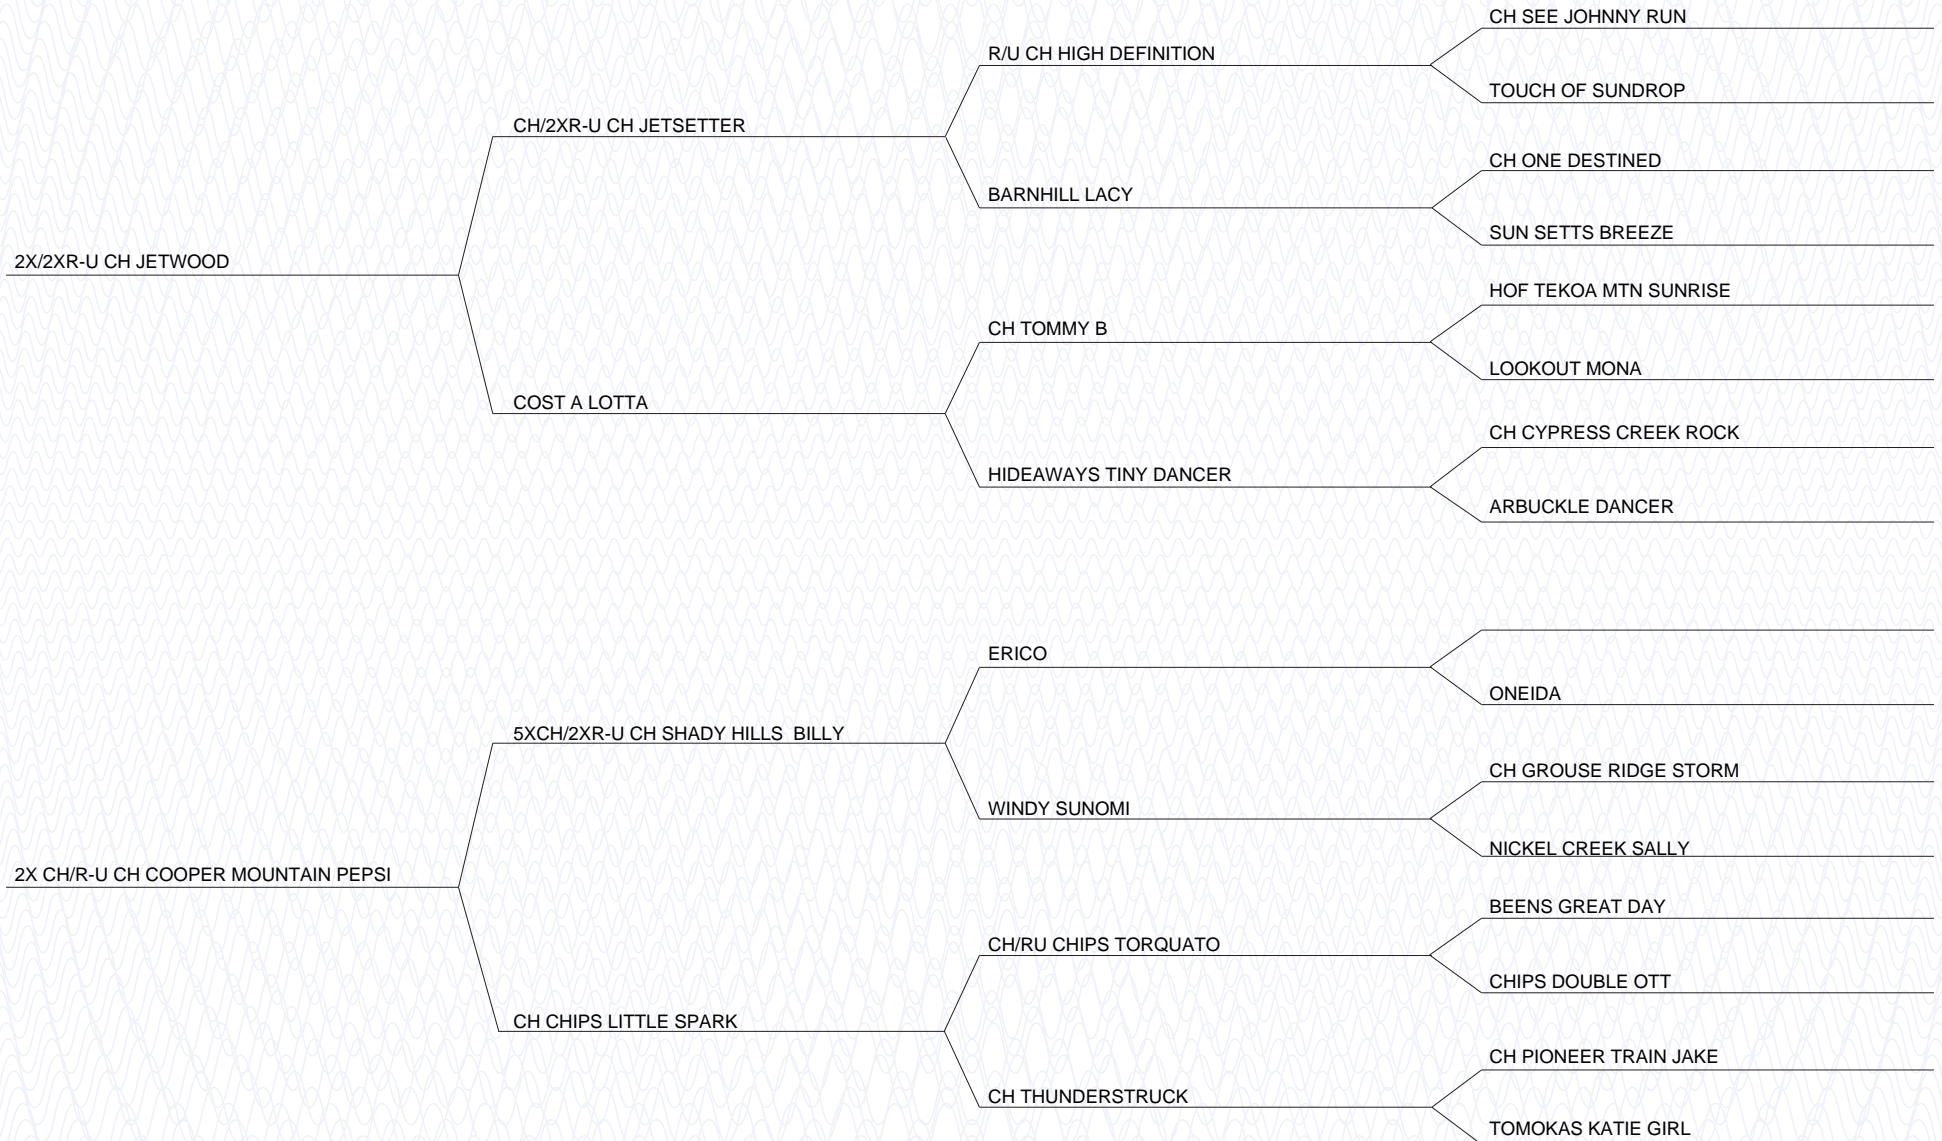 CH SEE JOHNNY RUN
R/U CH HIGH DEFINITION
TOUCH OF SUNDROP
CH/2XR-U CH JETSETTER
CH ONE DESTINED
BARNHILL LACY
SUN SETTS BREEZE
2X/2XR-U CH JETWOOD
HOF TEKOA MTN SUNRISE
CH TOMMY B
LOOKOUT MONA
COST A LOTTA
CH CYPRESS CREEK ROCK
HIDEAWAYS TINY DANCER
ARBUCKLE DANCER
ERICO
ONEIDA
5XCH/2XR-U CH SHADY HILLS  BILLY
CH GROUSE RIDGE STORM
WINDY SUNOMI
NICKEL CREEK SALLY
2X CH/R-U CH COOPER MOUNTAIN PEPSI
BEENS GREAT DAY
CH/RU CHIPS TORQUATO
CHIPS DOUBLE OTT
CH CHIPS LITTLE SPARK
CH PIONEER TRAIN JAKE
CH THUNDERSTRUCK
TOMOKAS KATIE GIRL